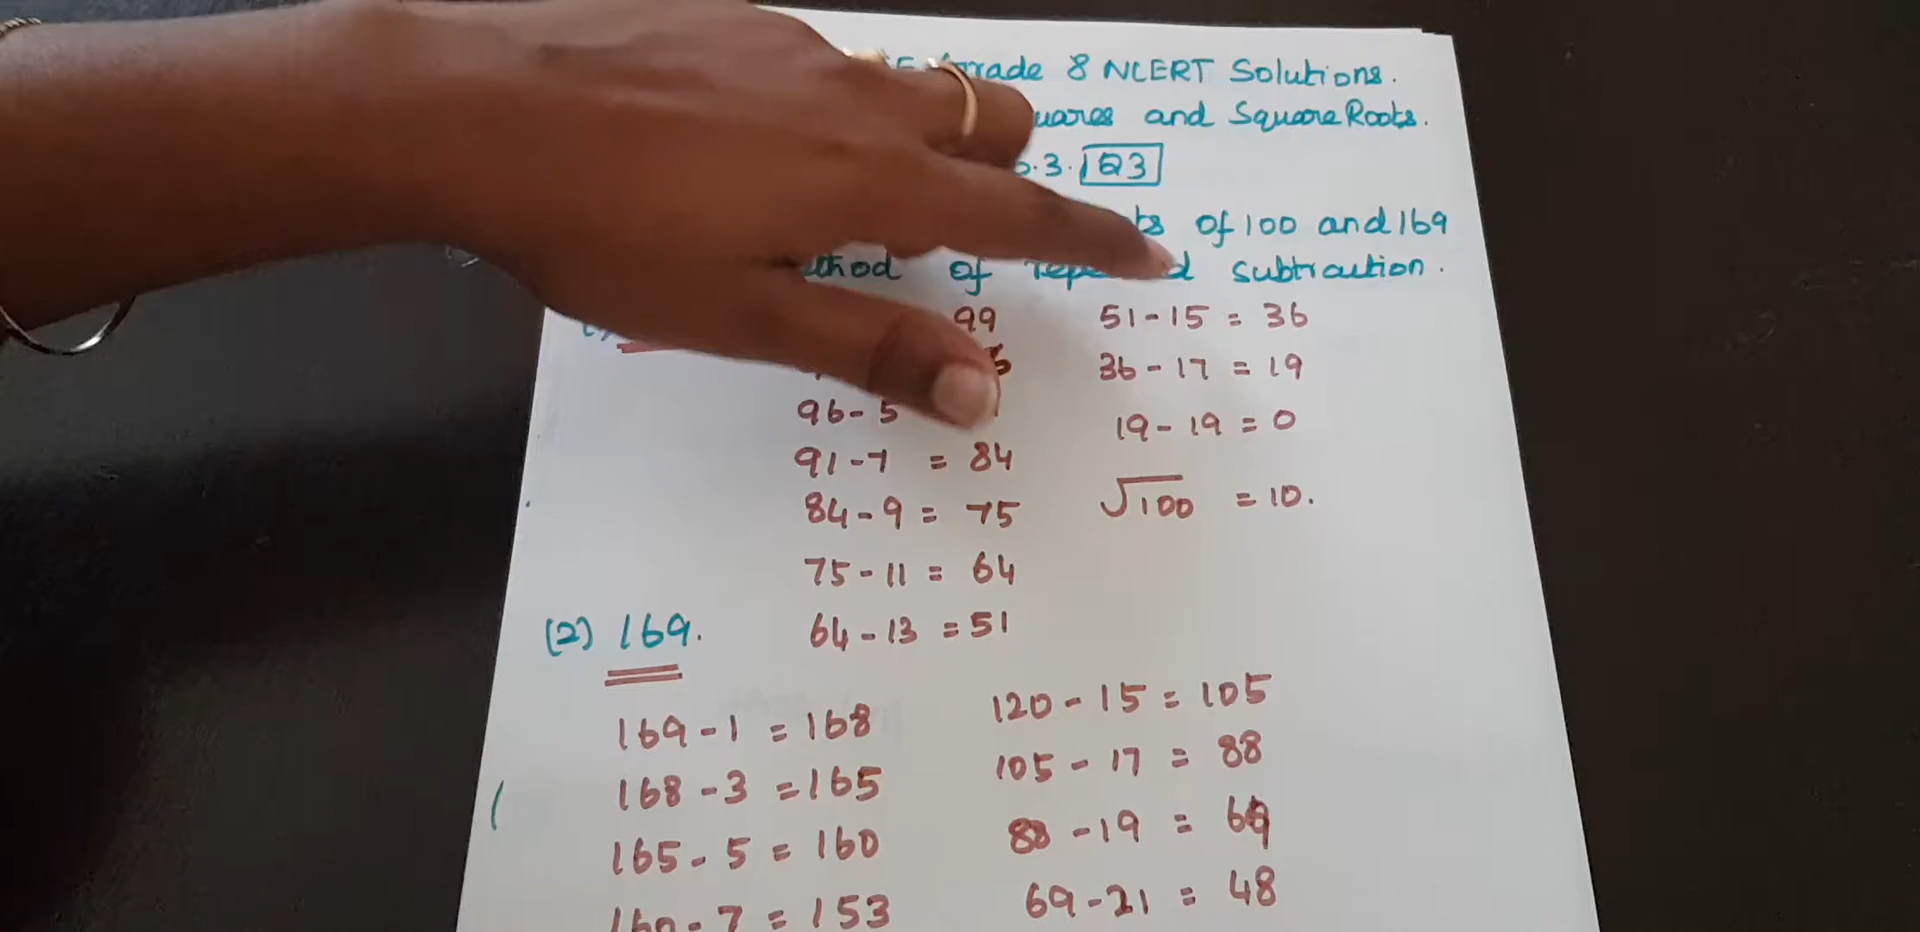 Grade 8 NCERT Solutions.
and Square Roots.
.3. Q3
of 100 and 169
of subtraction.
99
51-15 = 36
36-17 = 19
96-5
19-19 = 0
91-7 = 84
√100 = 10.
84-9 = 75
75-11 = 64
64-13 = 51
(2) 169.
169-1 = 168
168-3 = 165
165-5 = 160
160-7 = 153
120-15 = 105
105-17 = 88
88-19 = 69
69-21 = 48